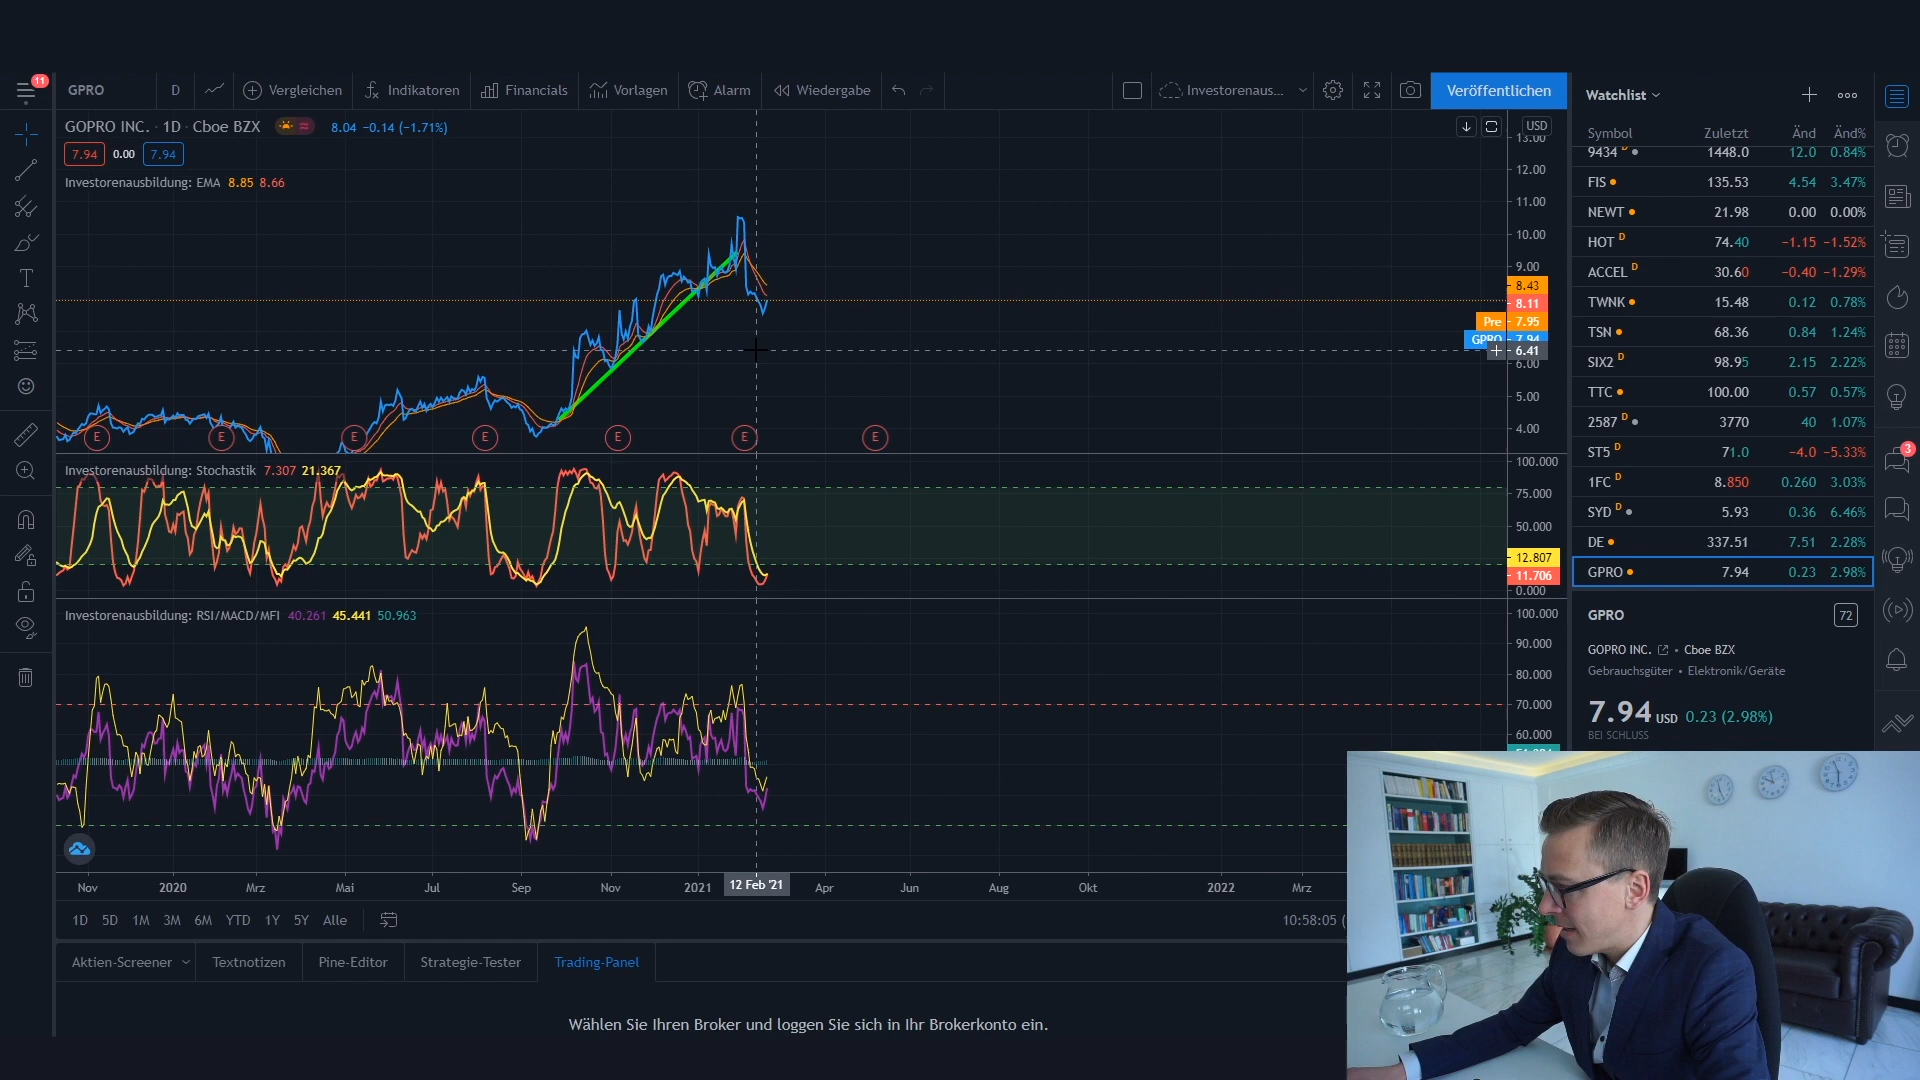 11
GPRO D Vergleichen Indikatoren Financials Vorlagen Alarm Wiedergabe Investorenaus... Veröffentlichen
GOPRO INC. · 1D · Cboe BZX 8.04 −0.14 (−1.71%)
7.94 0.00 7.94
Investorenausbildung: EMA 8.85 8.66
USD
13.00
12.00
11.00
10.00
9.00
8.43
8.11
Pre 7.95
GPRO 7.94
6.41
6.00
5.00
4.00
E E E E E E E
Investorenausbildung: Stochastik 7.307 21.367
100.000
75.000
50.000
12.807
11.706
0.000
Investorenausbildung: RSI/MACD/MFI 40.261 45.441 50.963
100.000
90.000
80.000
70.000
60.000
Nov 2020 Mrz Mai Jul Sep Nov 2021 12 Feb '21 Apr Jun Aug Okt 2022 Mrz
1D 5D 1M 3M 6M YTD 1Y 5Y Alle 10:58:05 (
Aktien-Screener Textnotizen Pine-Editor Strategie-Tester Trading-Panel
Wählen Sie Ihren Broker und loggen Sie sich in Ihr Brokerkonto ein.
Watchlist
Symbol Zuletzt Änd Änd%
9434 D 1448.0 12.0 0.84%
FIS 135.53 4.54 3.47%
NEWT 21.98 0.00 0.00%
HOT D 74.40 −1.15 −1.52%
ACCEL D 30.60 −0.40 −1.29%
TWNK 15.48 0.12 0.78%
TSN 68.36 0.84 1.24%
SIX2 D 98.95 2.15 2.22%
TTC 100.00 0.57 0.57%
2587 D 3770 40 1.07%
ST5 D 71.0 −4.0 −5.33%
1FC D 8.850 0.260 3.03%
SYD D 5.93 0.36 6.46%
DE 337.51 7.51 2.28%
GPRO 7.94 0.23 2.98%
GPRO 72
GOPRO INC. • Cboe BZX
Gebrauchsgüter • Elektronik/Geräte
7.94 USD 0.23 (2.98%)
BEI SCHLUSS
3